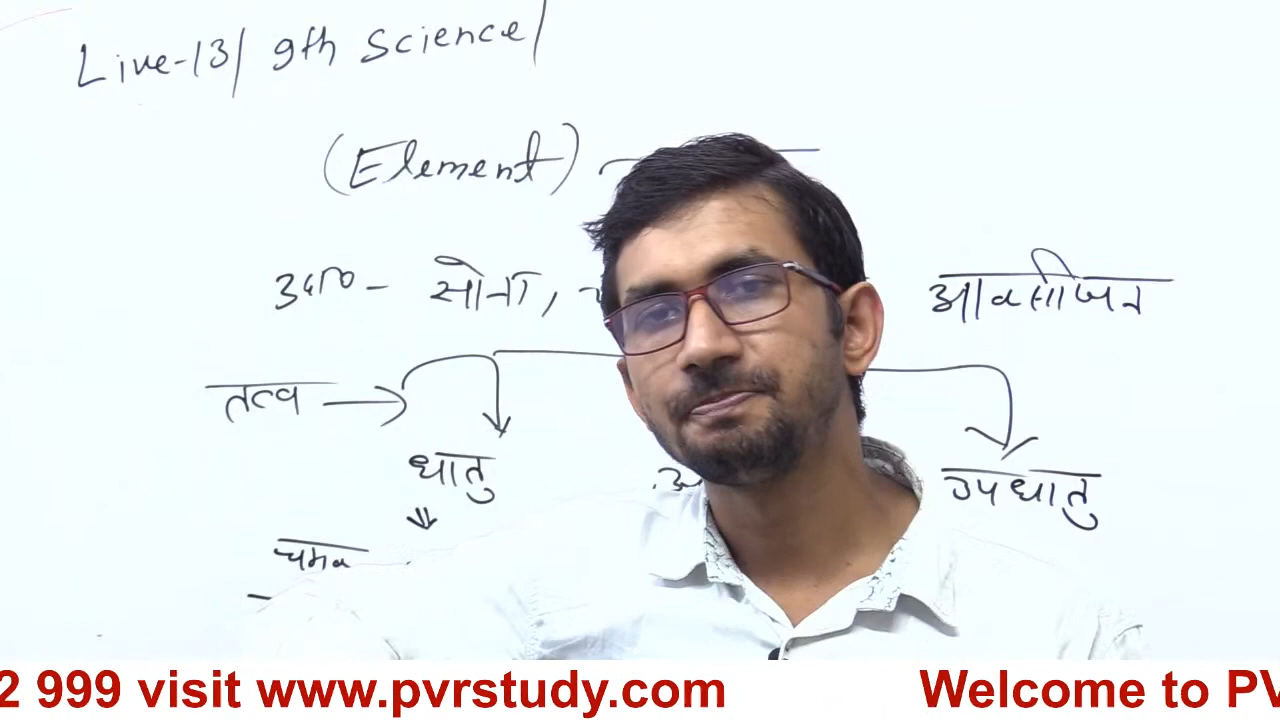 Live-13/ 9th Science/
(Element)
उदा० - सोना, आक्सीजन
तत्व →
धातु उपधातु
चमक
2 999 visit www.pvrstudy.com Welcome to PV